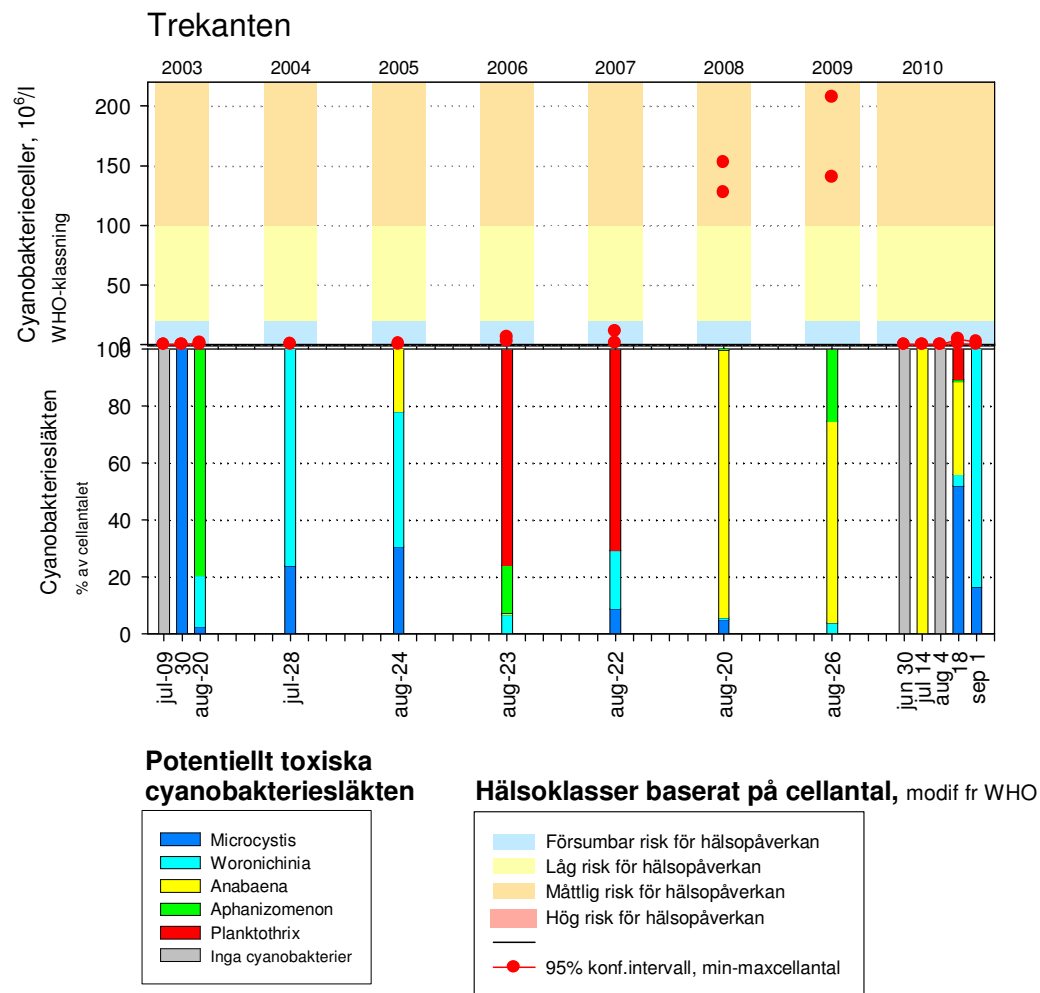 Trekanten
2003 2004 2005 2006 2007 2008 2009 2010
Cyanobakterieceller, 10⁶/l
WHO-klassning
200
150
100
50
0
Cyanobakteriesläkten
% av cellantalet
100
80
60
40
20
0
jul-09 30 aug-20 jul-28 aug-24 aug-23 aug-22 aug-20 aug-26 jun 30 jul 14 aug 4 18 sep 1
Potentiellt toxiska
cyanobakteriesläkten
Microcystis
Woronichinia
Anabaena
Aphanizomenon
Planktothrix
Inga cyanobakterier
Hälsoklasser baserat på cellantal, modif fr WHO
Försumbar risk för hälsopåverkan
Låg risk för hälsopåverkan
Måttlig risk för hälsopåverkan
Hög risk för hälsopåverkan
95% konf.intervall, min-maxcellantal